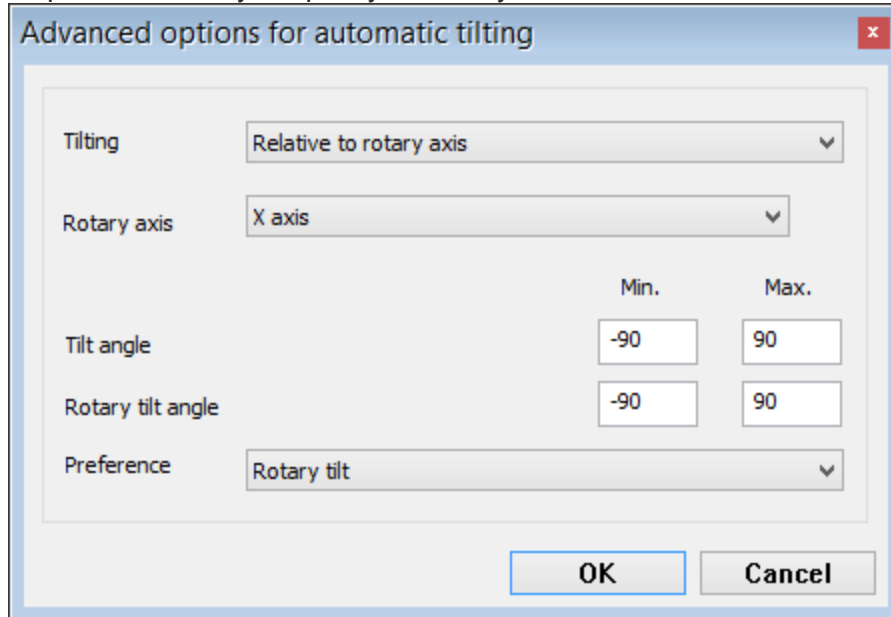 Advanced options for automatic tilting
x
Tilting Relative to rotary axis
Rotary axis X axis
Min. Max.
Tilt angle -90 90
Rotary tilt angle -90 90
Preference Rotary tilt
OK Cancel